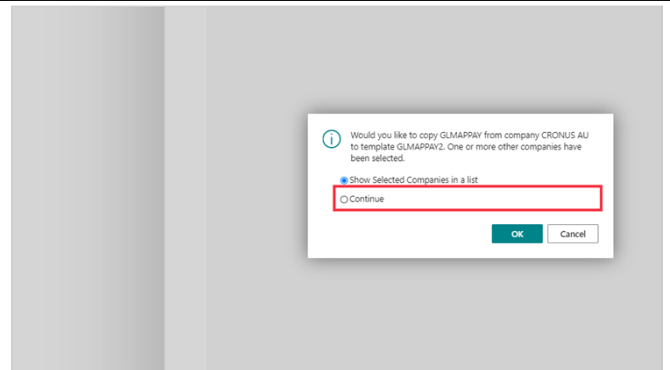 Would you like to copy GLMAPPAY from company CRONUS AU
to template GLMAPPAY2. One or more other companies have
been selected.
Show Selected Companies in a list
Continue
OK Cancel